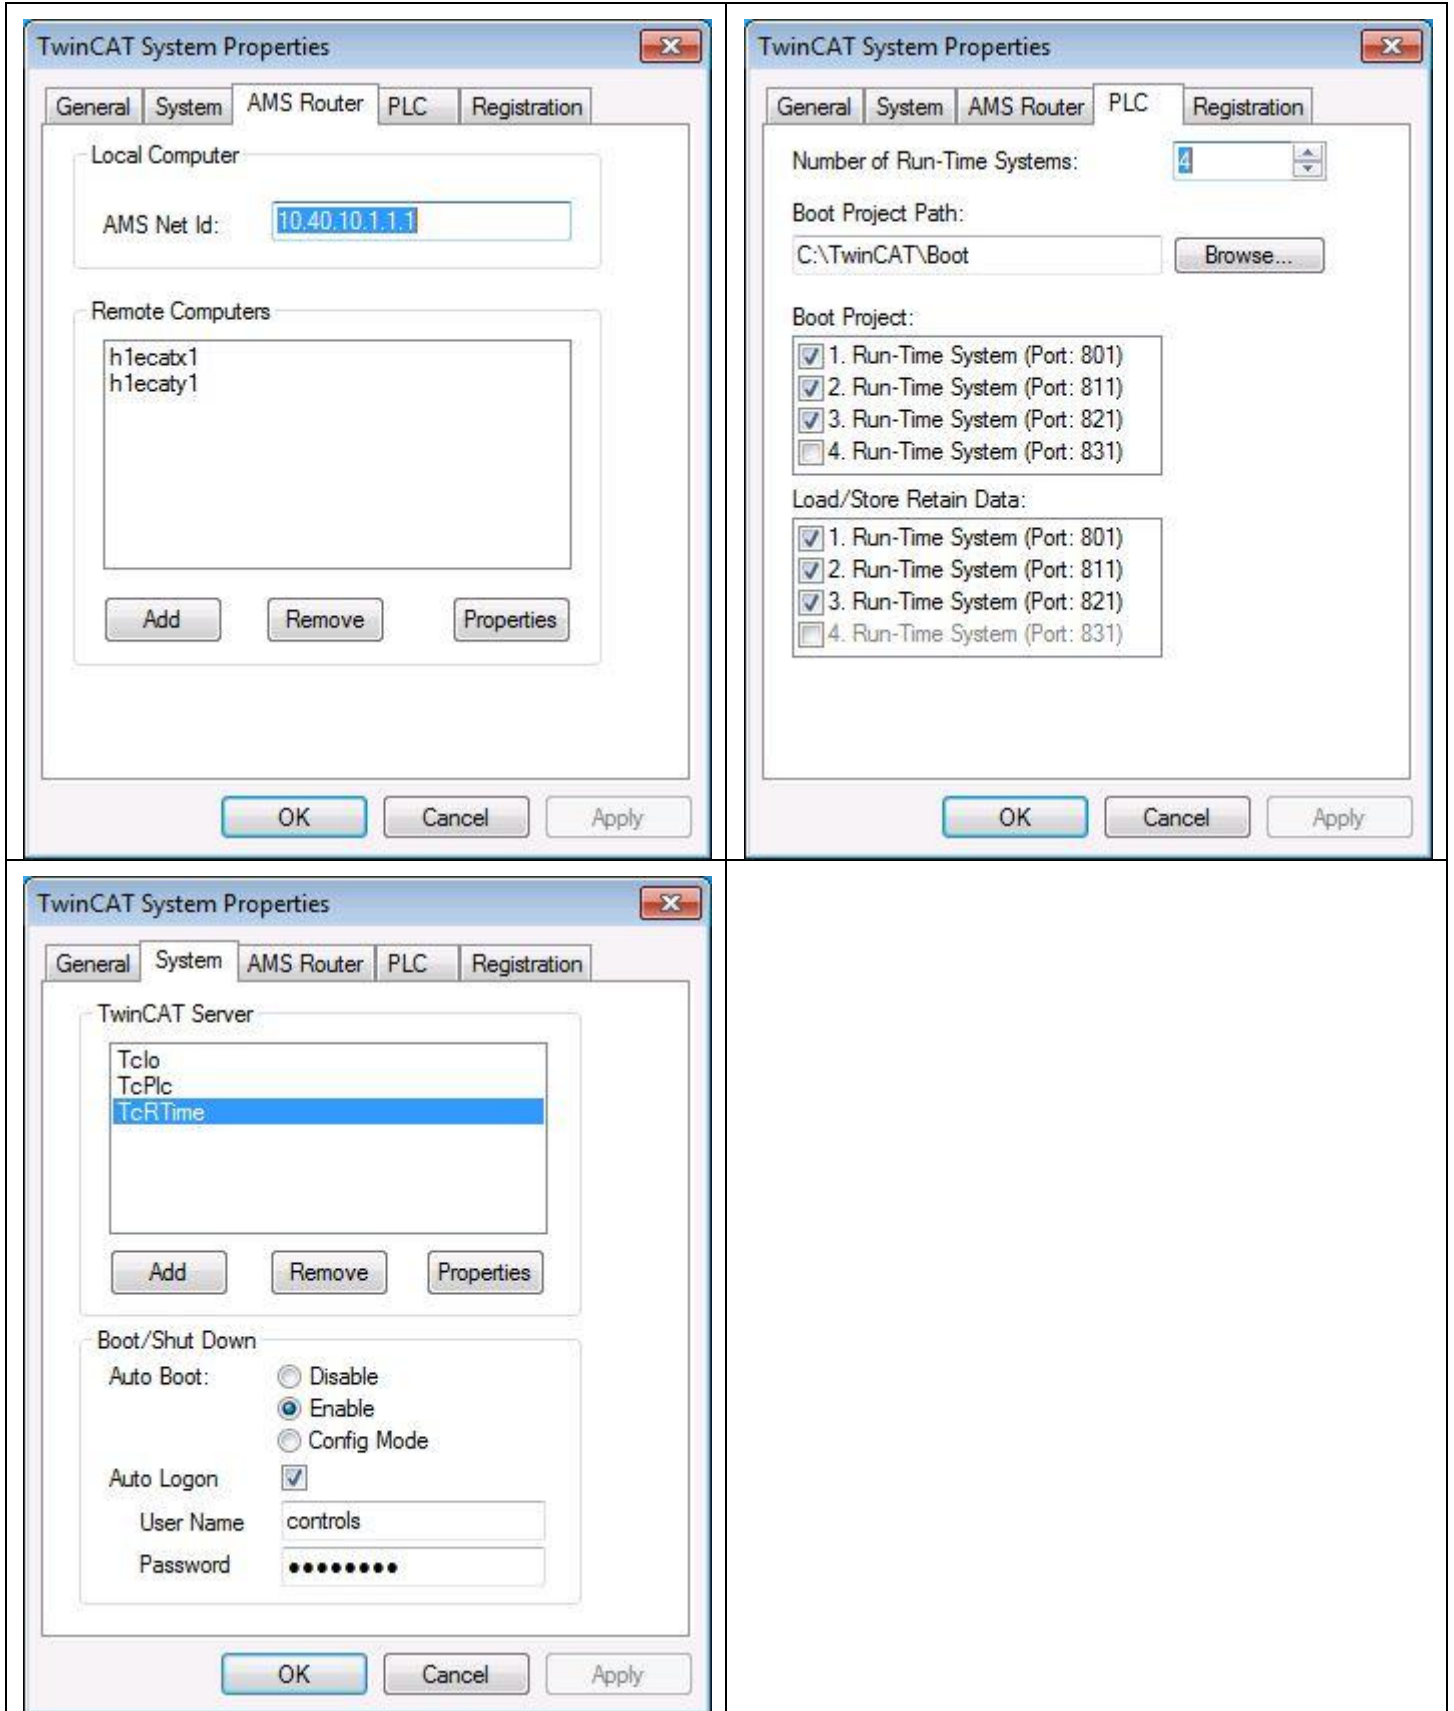 TwinCAT System Properties
General System AMS Router PLC Registration
Local Computer
AMS Net Id: 10.40.10.1.1.1
Remote Computers
h1ecatx1
h1ecaty1
Add Remove Properties
OK Cancel Apply
TwinCAT System Properties
General System AMS Router PLC Registration
Number of Run-Time Systems: 4
Boot Project Path:
C:\TwinCAT\Boot Browse...
Boot Project:
1. Run-Time System (Port: 801)
2. Run-Time System (Port: 811)
3. Run-Time System (Port: 821)
4. Run-Time System (Port: 831)
Load/Store Retain Data:
1. Run-Time System (Port: 801)
2. Run-Time System (Port: 811)
3. Run-Time System (Port: 821)
4. Run-Time System (Port: 831)
OK Cancel Apply
TwinCAT System Properties
General System AMS Router PLC Registration
TwinCAT Server
TcIo
TcPlc
TcRTime
Add Remove Properties
Boot/Shut Down
Auto Boot: Disable
Enable
Config Mode
Auto Logon
User Name controls
Password ●●●●●●●●
OK Cancel Apply